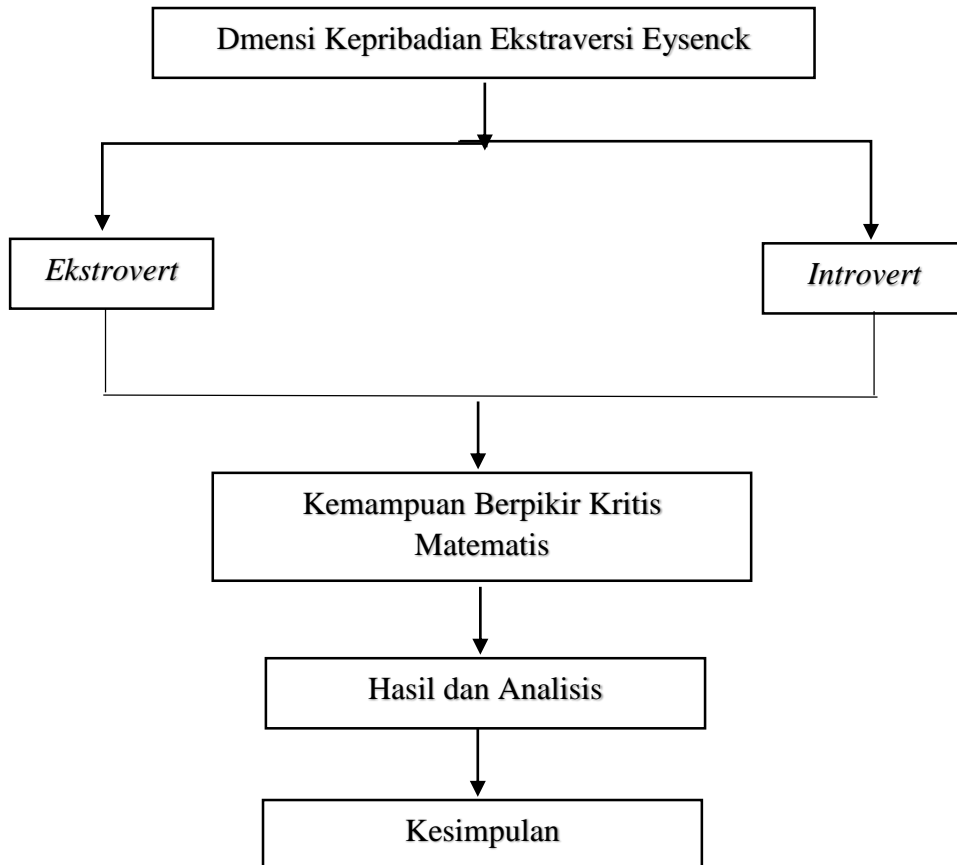 Dmensi Kepribadian Ekstraversi Eysenck
Ekstrovert
Introvert
Kemampuan Berpikir Kritis
Matematis
Hasil dan Analisis
Kesimpulan